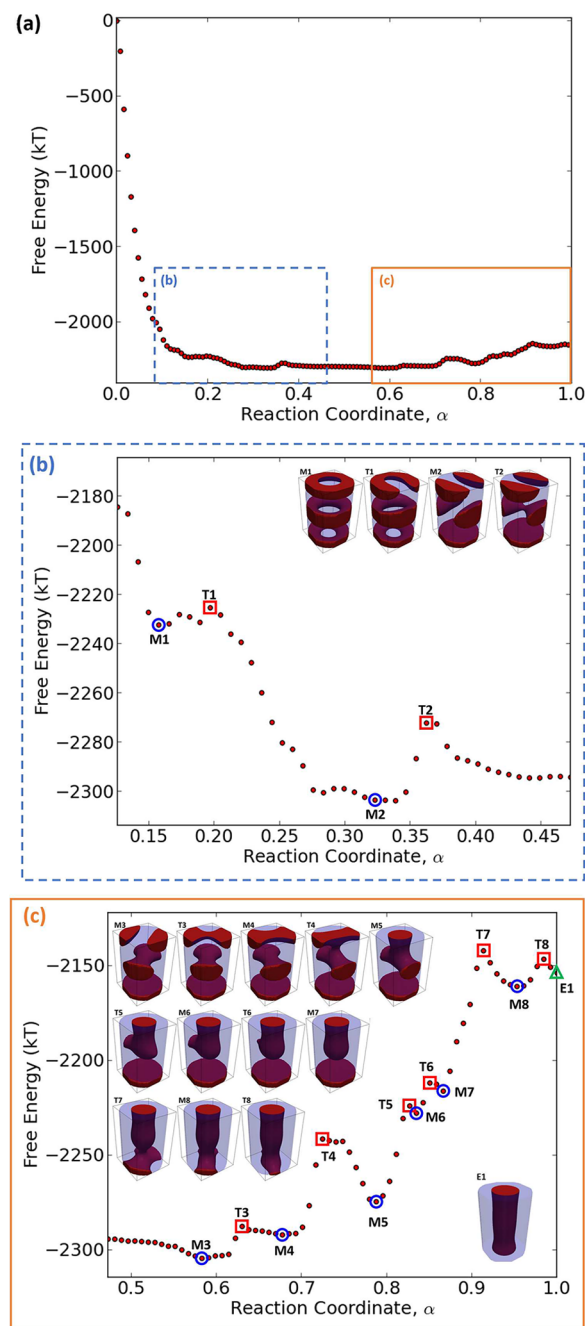 (a)
0
−500
−1000
−1500
−2000
Free Energy (kT)
(b)
(c)
0.0 0.2 0.4 0.6 0.8 1.0
Reaction Coordinate, α
(b)
−2180
−2200
−2220
−2240
−2260
−2280
−2300
Free Energy (kT)
M1 T1 M2 T2
T1
M1
T2
M2
0.15 0.20 0.25 0.30 0.35 0.40 0.45
Reaction Coordinate, α
(c)
−2150
−2200
−2250
−2300
Free Energy (kT)
M3 T3 M4 T4 M5
T5 M6 T6 M7
T7 M8 T8
T7
T8
E1
M8
T6
M7
T5
M6
T4
M5
T3
M4
M3
E1
0.5 0.6 0.7 0.8 0.9 1.0
Reaction Coordinate, α